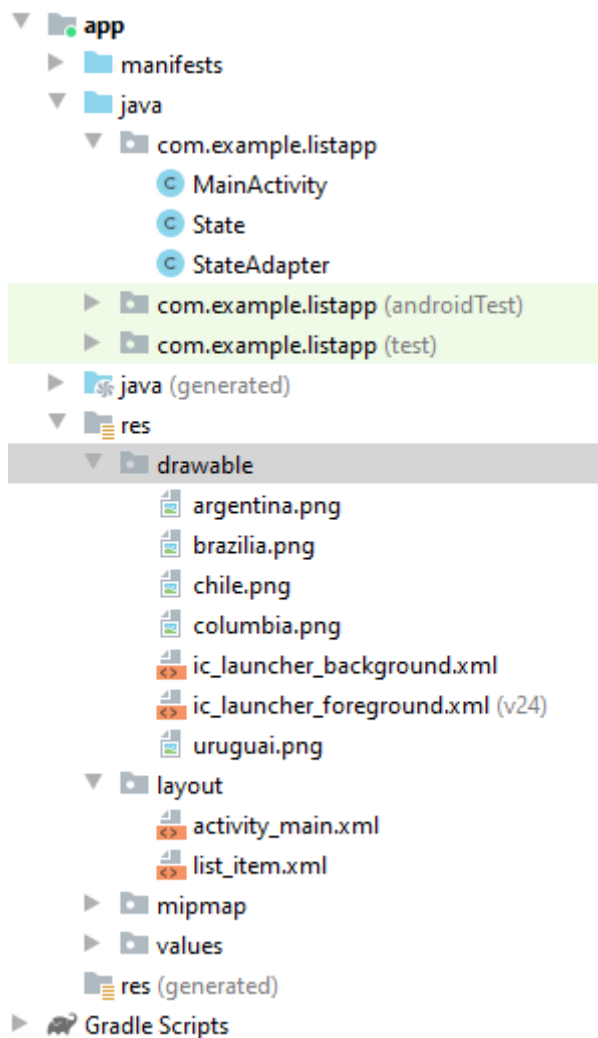 app
manifests
java
com.example.listapp
MainActivity
State
StateAdapter
com.example.listapp (androidTest)
com.example.listapp (test)
java (generated)
res
drawable
argentina.png
brazilia.png
chile.png
columbia.png
ic_launcher_background.xml
ic_launcher_foreground.xml (v24)
uruguai.png
layout
activity_main.xml
list_item.xml
mipmap
values
res (generated)
Gradle Scripts